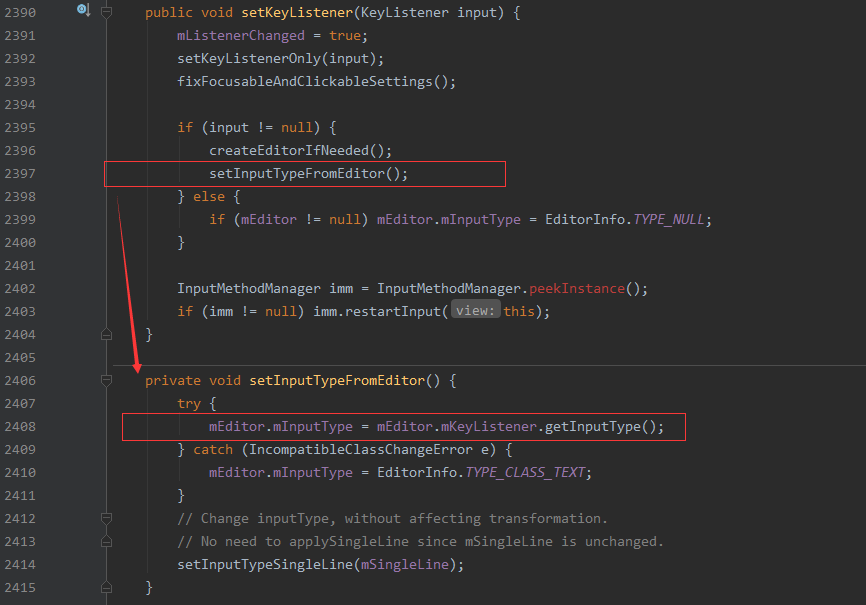 2390 public void setKeyListener(KeyListener input) {
2391 mListenerChanged = true;
2392 setKeyListenerOnly(input);
2393 fixFocusableAndClickableSettings();
2394
2395 if (input != null) {
2396 createEditorIfNeeded();
2397 setInputTypeFromEditor();
2398 } else {
2399 if (mEditor != null) mEditor.mInputType = EditorInfo.TYPE_NULL;
2400 }
2401
2402 InputMethodManager imm = InputMethodManager.peekInstance();
2403 if (imm != null) imm.restartInput( view: this);
2404 }
2405
2406 private void setInputTypeFromEditor() {
2407 try {
2408 mEditor.mInputType = mEditor.mKeyListener.getInputType();
2409 } catch (IncompatibleClassChangeError e) {
2410 mEditor.mInputType = EditorInfo.TYPE_CLASS_TEXT;
2411 }
2412 // Change inputType, without affecting transformation.
2413 // No need to applySingleLine since mSingleLine is unchanged.
2414 setInputTypeSingleLine(mSingleLine);
2415 }